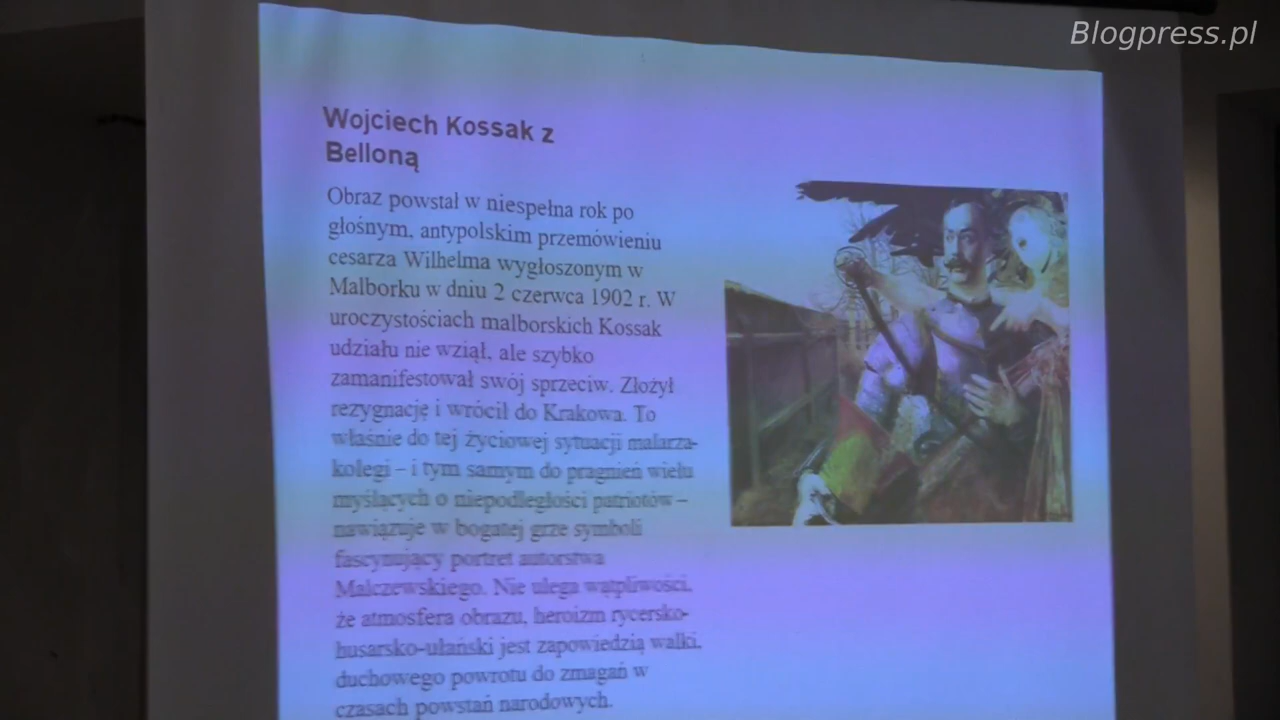 Blogpress.pl
Wojciech Kossak z
Belloną
Obraz powstał w niespełna rok po
głośnym, antypolskim przemówieniu
cesarza Wilhelma wygłoszonym w
Malborku w dniu 2 czerwca 1902 r. W
uroczystościach malborskich Kossak
udziału nie wziął, ale szybko
zamanifestował swój sprzeciw. Złożył
rezygnację i wrócił do Krakowa. To
właśnie do tej życiowej sytuacji malarza-
kolegi – i tym samym do pragnień wielu
myślących o niepodległości patriotów –
nawiązuje w bogatej grze symboli
fascynujący portret autorstwa
Malczewskiego. Nie ulega wątpliwości,
że atmosfera obrazu, heroizm rycersko-
husarsko-ułański jest zapowiedzią walki,
duchowego powrotu do zmagań w
czasach powstań narodowych.